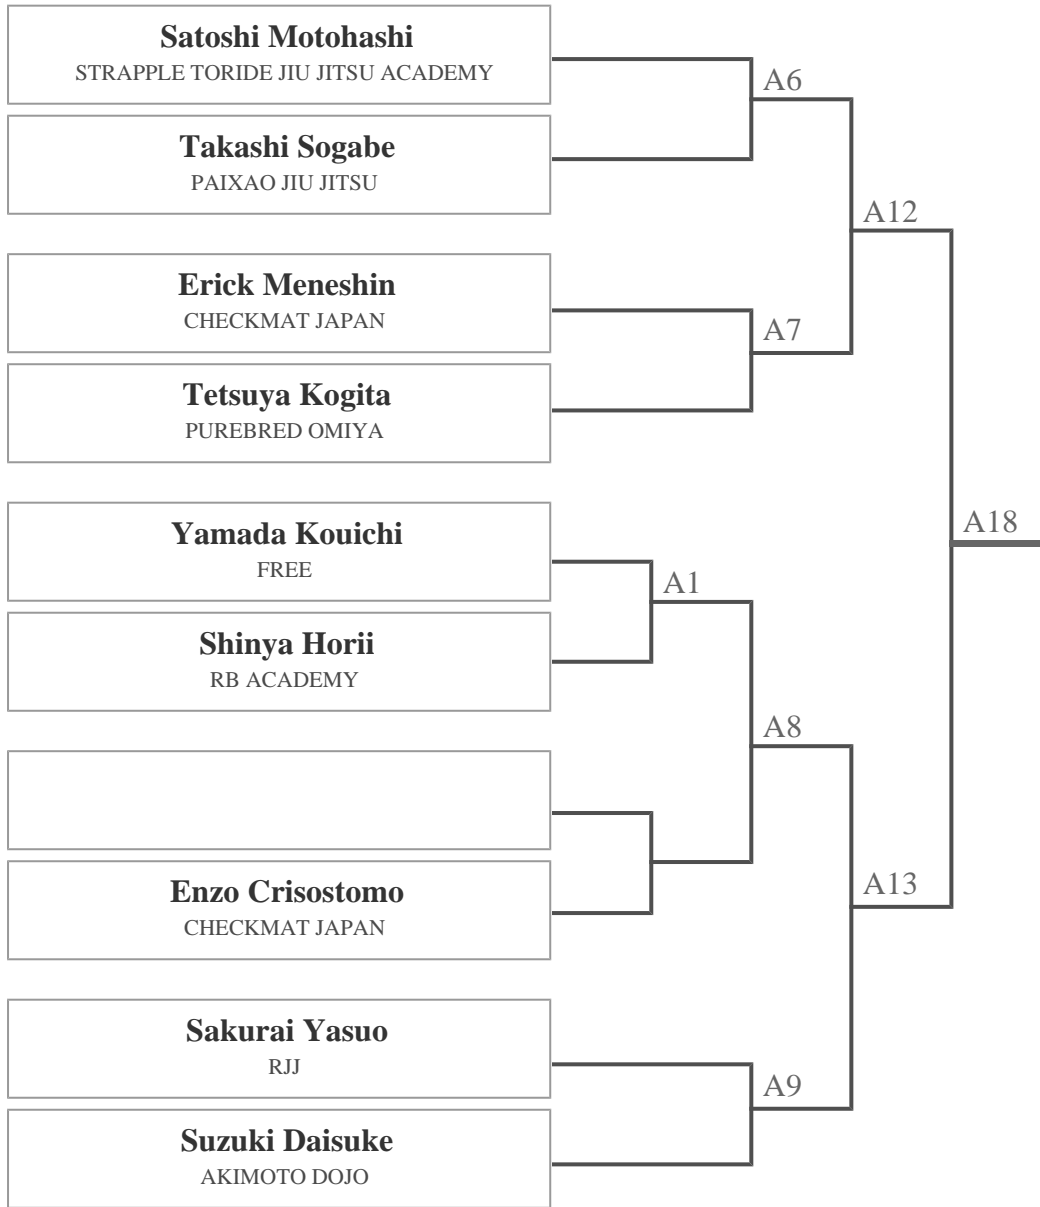 Satoshi Motohashi
STRAPPLE TORIDE JIU JITSU ACADEMY
A6
Takashi Sogabe
PAIXAO JIU JITSU
A12
Erick Meneshin
CHECKMAT JAPAN
A7
Tetsuya Kogita
PUREBRED OMIYA
Yamada Kouichi
FREE
A18
A1
Shinya Horii
RB ACADEMY
A8
Enzo Crisostomo
CHECKMAT JAPAN
A13
Sakurai Yasuo
RJJ
A9
Suzuki Daisuke
AKIMOTO DOJO